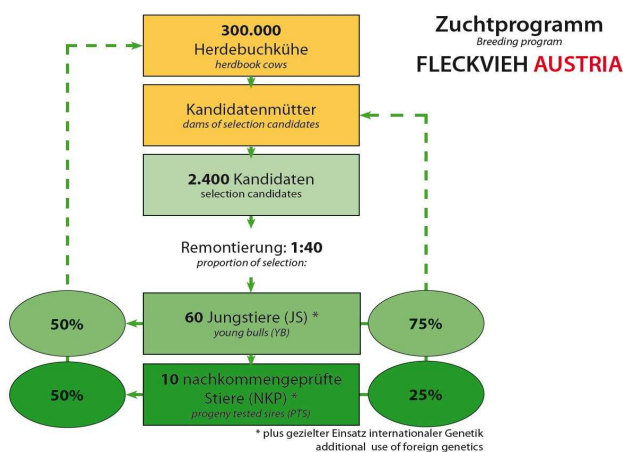 Zuchtprogramm
Breeding program
FLECKVIEH AUSTRIA
300.000
Herdebuchkühe
herdbook cows
Kandidatenmütter
dams of selection candidates
2.400 Kandidaten
selection candidates
Remontierung: 1:40
proportion of selection:
50%
60 Jungstiere (JS) *
young bulls (YB)
75%
50%
10 nachkommengeprüfte
Stiere (NKP) *
progeny tested sires (PTS)
25%
* plus gezielter Einsatz internationaler Genetik
additional use of foreign genetics